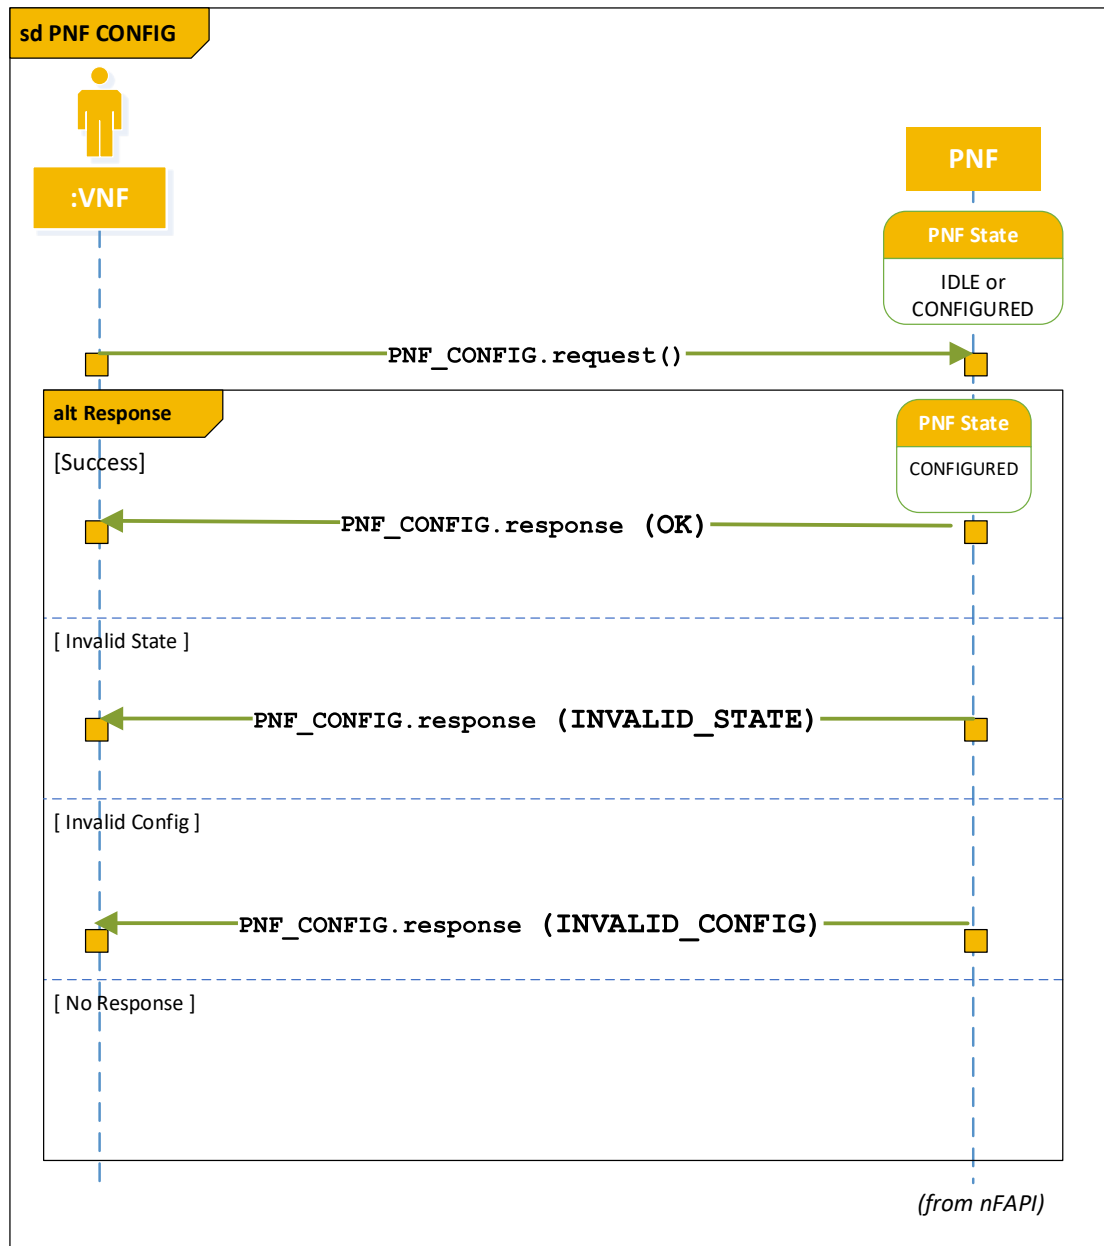 sd PNF CONFIG
:VNF
PNF
PNF State
IDLE or
CONFIGURED
PNF_CONFIG.request()
alt Response
PNF State
CONFIGURED
[Success]
PNF_CONFIG.response (OK)
[ Invalid State ]
PNF_CONFIG.response (INVALID_STATE)
[ Invalid Config ]
PNF_CONFIG.response (INVALID_CONFIG)
[ No Response ]
(from nFAPI)